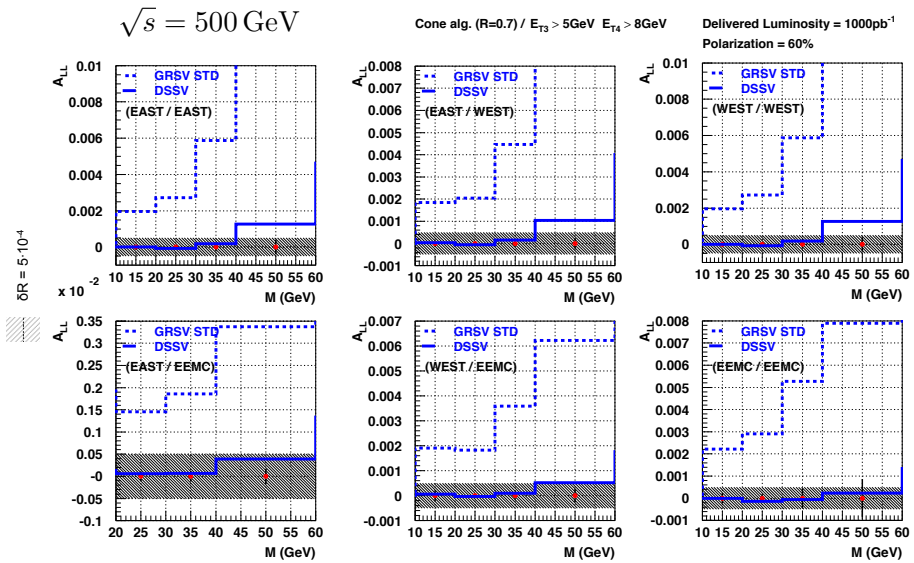 √s = 500 GeV
Cone alg. (R=0.7) / E_T3 > 5GeV E_T4 > 8GeV
Delivered Luminosity = 1000pb⁻¹
Polarization = 60%
δR = 5·10⁻⁴
A_LL
0.01
0.008
0.006
0.004
0.002
0
GRSV STD
DSSV
(EAST / EAST)
10 15 20 25 30 35 40 45 50 55 60
M (GeV)
A_LL
0.008
0.007
0.006
0.005
0.004
0.003
0.002
0.001
0
-0.001
GRSV STD
DSSV
(EAST / WEST)
10 15 20 25 30 35 40 45 50 55 60
M (GeV)
A_LL
0.01
0.008
0.006
0.004
0.002
0
GRSV STD
DSSV
(WEST / WEST)
10 15 20 25 30 35 40 45 50 55 60
M (GeV)
x 10 ⁻²
A_LL
0.35
0.3
0.25
0.2
0.15
0.1
0.05
-0
-0.05
-0.1
GRSV STD
DSSV
(EAST / EEMC)
20 25 30 35 40 45 50 55 60
M (GeV)
A_LL
0.007
0.006
0.005
0.004
0.003
0.002
0.001
0
-0.001
GRSV STD
DSSV
(WEST / EEMC)
10 15 20 25 30 35 40 45 50 55 60
M (GeV)
A_LL
0.008
0.007
0.006
0.005
0.004
0.003
0.002
0.001
0
-0.001
GRSV STD
DSSV
(EEMC / EEMC)
10 15 20 25 30 35 40 45 50 55 60
M (GeV)